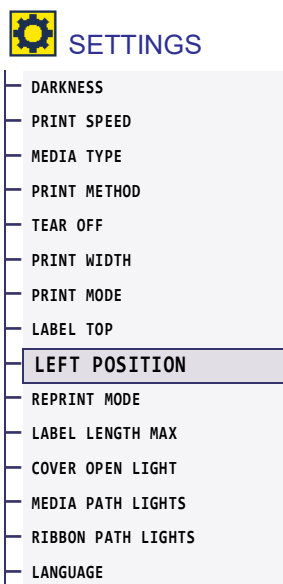 SETTINGS
DARKNESS
PRINT SPEED
MEDIA TYPE
PRINT METHOD
TEAR OFF
PRINT WIDTH
PRINT MODE
LABEL TOP
LEFT POSITION
REPRINT MODE
LABEL LENGTH MAX
COVER OPEN LIGHT
MEDIA PATH LIGHTS
RIBBON PATH LIGHTS
LANGUAGE